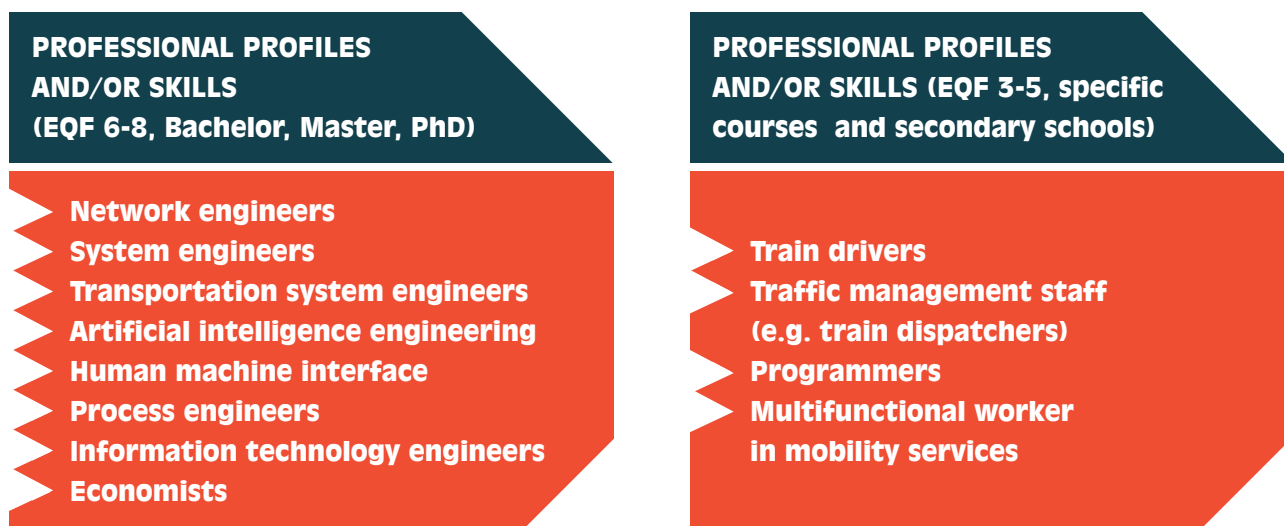 PROFESSIONAL PROFILES
AND/OR SKILLS
(EQF 6-8, Bachelor, Master, PhD)
Network engineers
System engineers
Transportation system engineers
Artificial intelligence engineering
Human machine interface
Process engineers
Information technology engineers
Economists
PROFESSIONAL PROFILES
AND/OR SKILLS (EQF 3-5, specific
courses and secondary schools)
Train drivers
Traffic management staff
(e.g. train dispatchers)
Programmers
Multifunctional worker
in mobility services